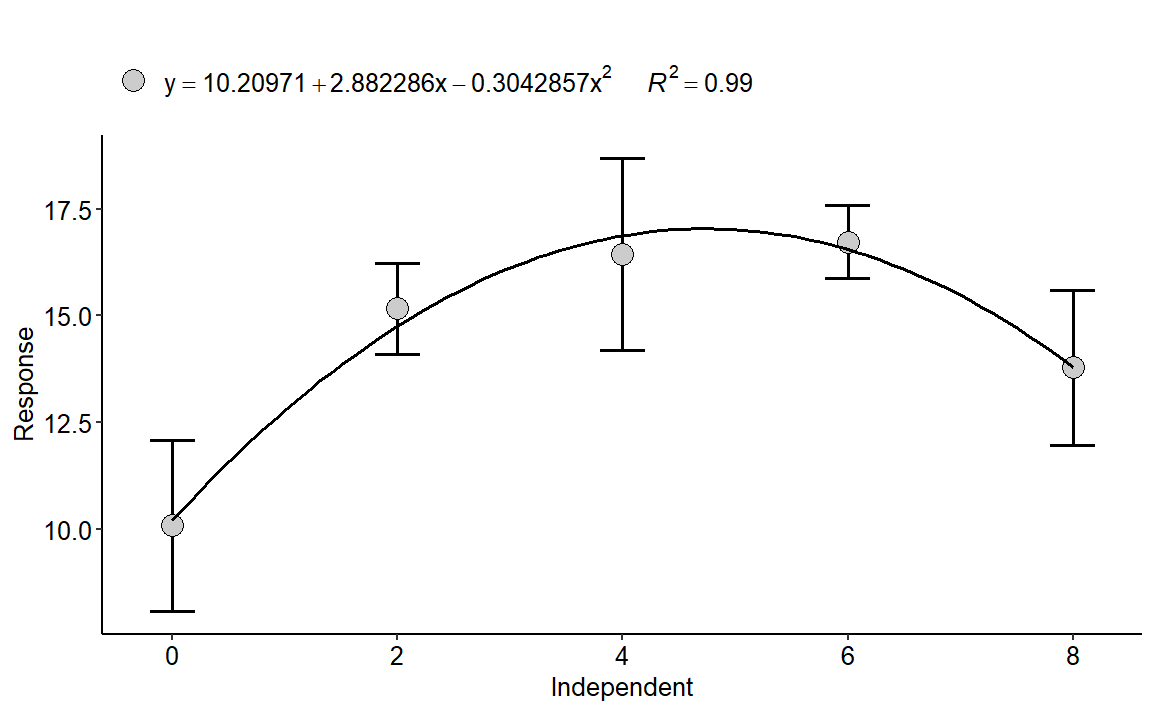 y = 10.20971 + 2.882286x − 0.3042857x² R² = 0.99
17.5
15.0
12.5
10.0
Response
0 2 4 6 8
Independent